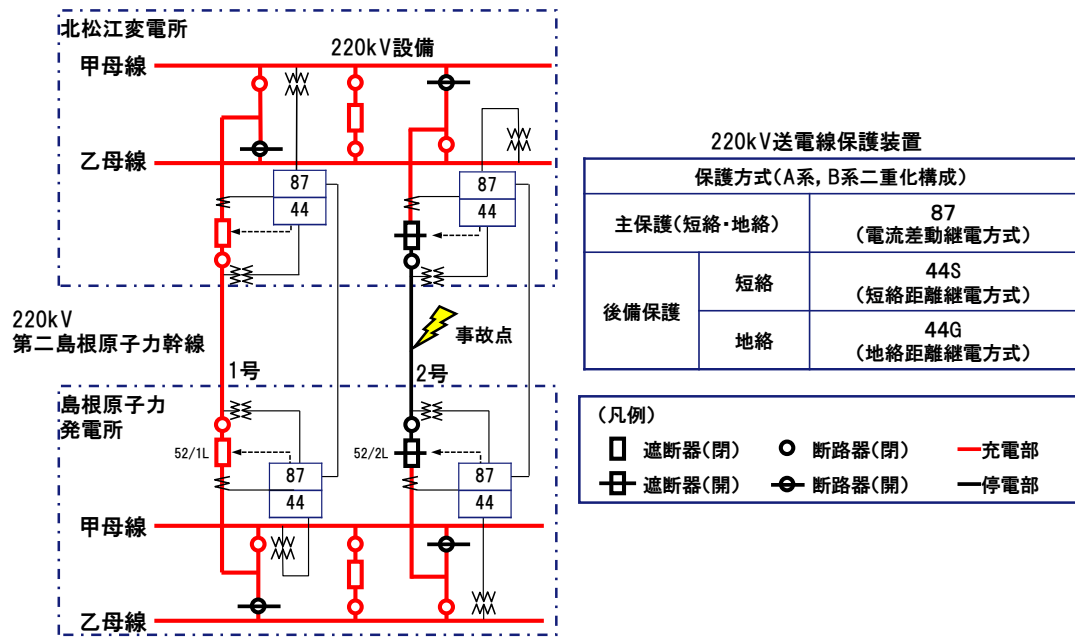 北松江変電所
220kV設備
甲母線
乙母線
87
44
87
44
220kV
第二島根原子力幹線
事故点
1号
2号
島根原子力
発電所
52/1L
52/2L
87
44
87
44
甲母線
乙母線
220kV送電線保護装置
保護方式(A系, B系二重化構成)
主保護(短絡・地絡)
87
(電流差動継電方式)
後備保護
短絡
44S
(短絡距離継電方式)
地絡
44G
(地絡距離継電方式)
(凡例)
遮断器(閉)
断路器(閉)
充電部
遮断器(開)
断路器(開)
停電部